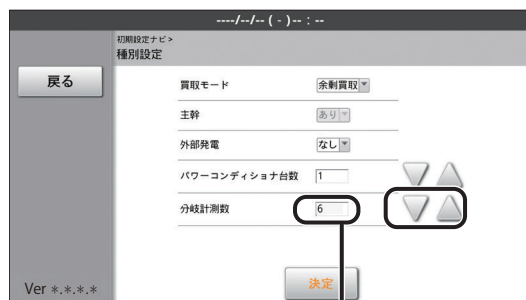 ----/--/-- ( - )-- : --
初期設定ナビ>
種別設定
戻る
買取モード 余剰買取
主幹 あり
外部発電 なし
パワーコンディショナ台数 1
分岐計測数 6
決定
Ver *.*.*.*